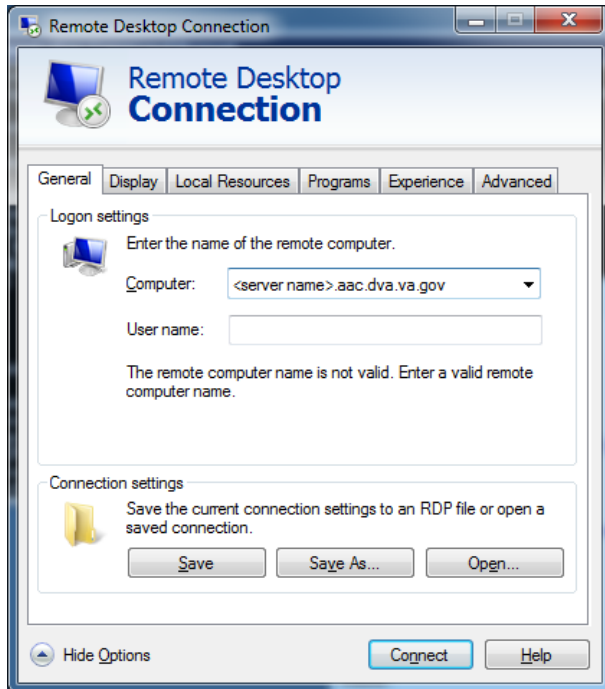 Remote Desktop Connection
Remote Desktop
Connection
General Display Local Resources Programs Experience Advanced
Logon settings
Enter the name of the remote computer.
Computer: <server name>.aac.dva.va.gov
User name:
The remote computer name is not valid. Enter a valid remote
computer name.
Connection settings
Save the current connection settings to an RDP file or open a
saved connection.
Save Save As... Open...
Hide Options Connect Help